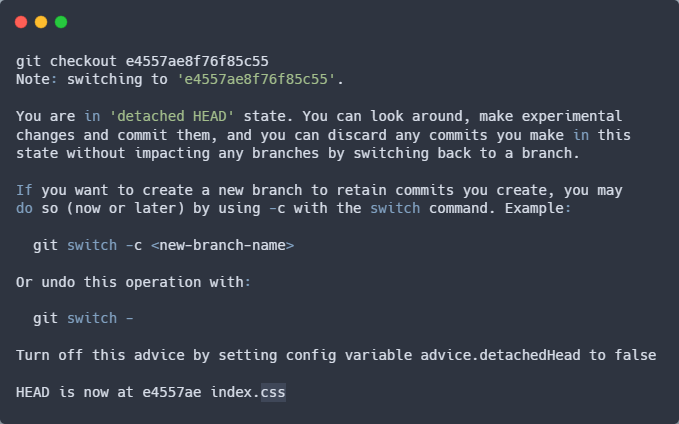 git checkout e4557ae8f76f85c55
Note: switching to 'e4557ae8f76f85c55'.
You are in 'detached HEAD' state. You can look around, make experimental
changes and commit them, and you can discard any commits you make in this
state without impacting any branches by switching back to a branch.
If you want to create a new branch to retain commits you create, you may
do so (now or later) by using -c with the switch command. Example:
git switch -c <new-branch-name>
Or undo this operation with:
git switch -
Turn off this advice by setting config variable advice.detachedHead to false
HEAD is now at e4557ae index.css